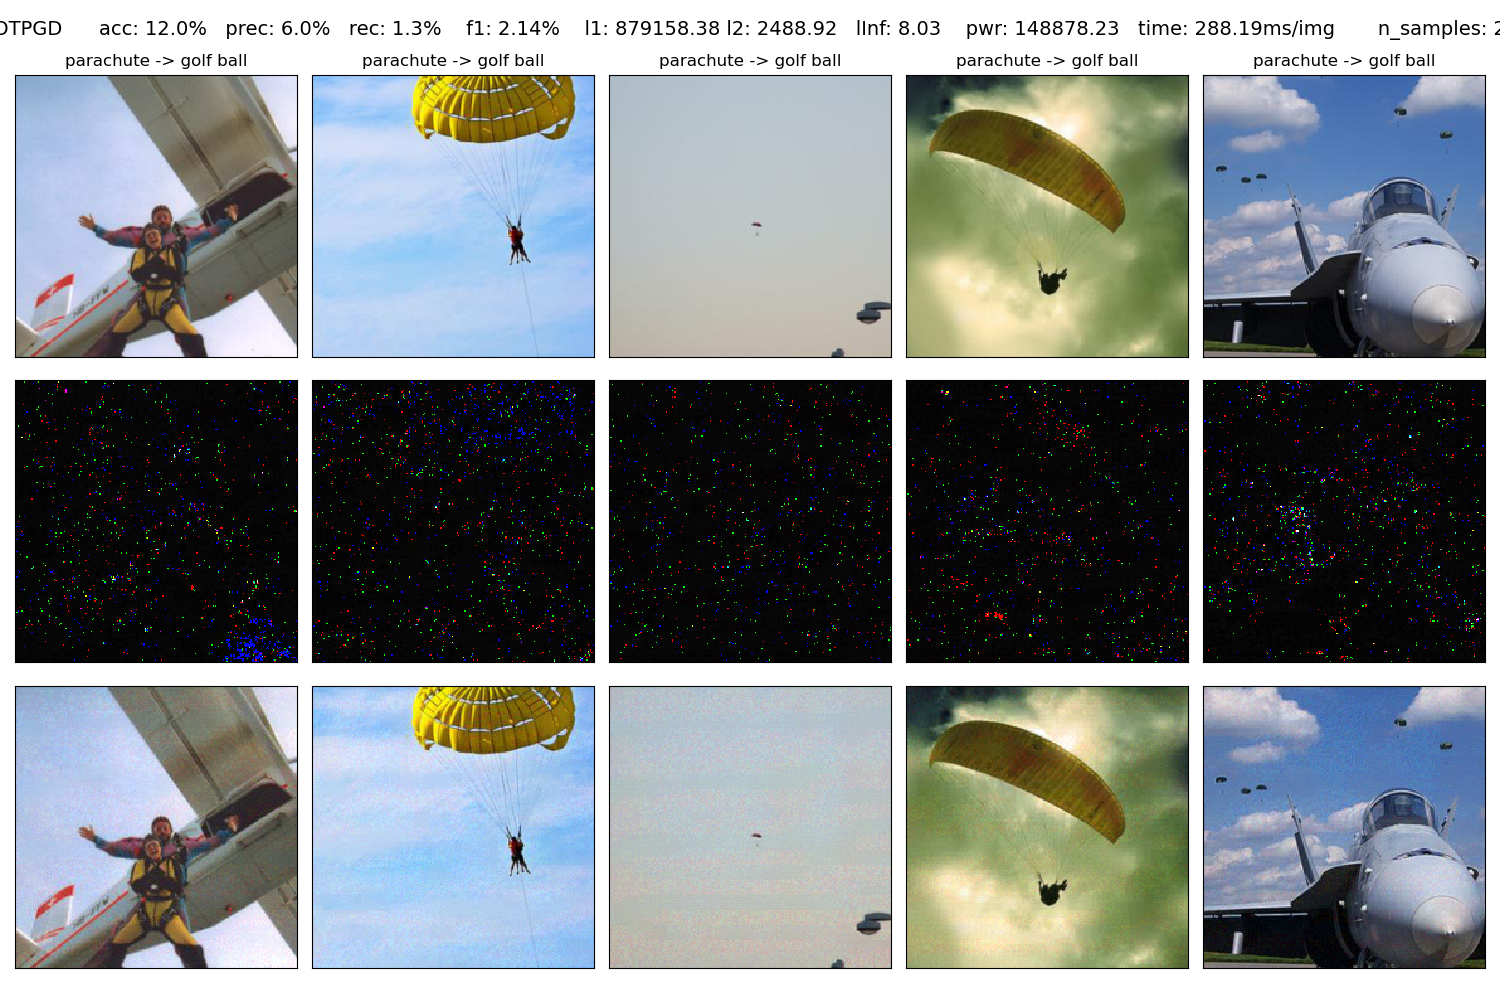 OTPGD acc: 12.0% prec: 6.0% rec: 1.3% f1: 2.14% l1: 879158.38 l2: 2488.92 lInf: 8.03 pwr: 148878.23 time: 288.19ms/img n_samples: 2
parachute -> golf ball parachute -> golf ball parachute -> golf ball parachute -> golf ball parachute -> golf ball